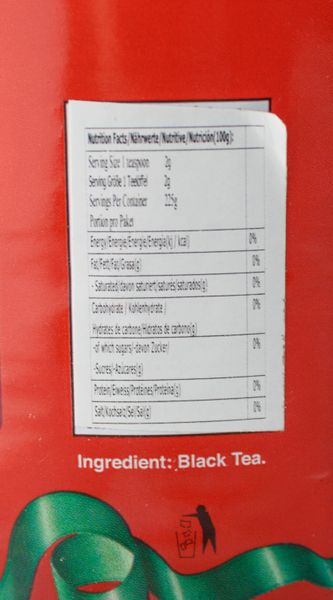 Nutrition Facts/Nährwerte/Nutritive/Nutrición(100g):
Serving Size 1 teaspoon 2g
Serving Größe 1 Teelöffel 2g
Servings Per Container 225g
Portion pro Paket
Energy/Energie/Energie/Energia(kj / kcal) 0%
Fat/Fett/Fat/Grasa(g) 0%
- Saturated/davon saturiert/saturés/saturados(g) 0%
Carbohydrate / Kohlenhydrate / 0%
Hydrates de carbone/Hidratos de carbono(g)
-of which sugars/-davon Zucker/ 0%
-Sucres/-Azucares(g)
Protein/Eiweiss/Protéines/Proteína(g) 0%
Salt/Kochsalz/Sel/Sal(g) 0%
Ingredient: Black Tea.